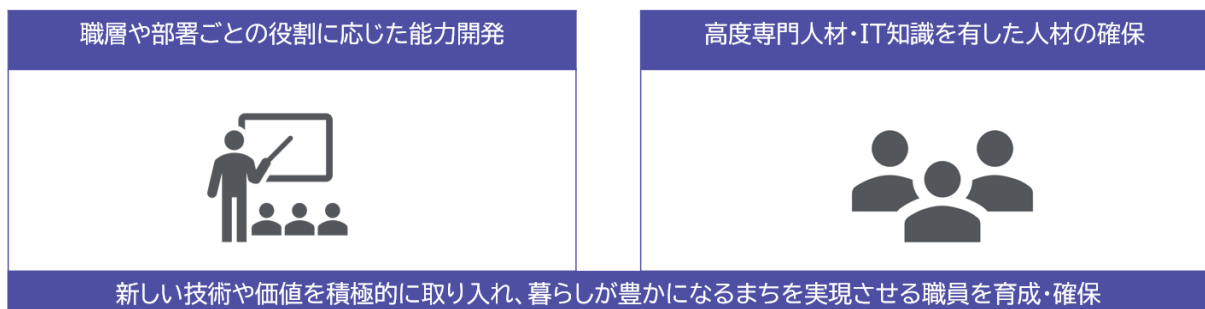 職層や部署ごとの役割に応じた能力開発
高度専門人材・IT知識を有した人材の確保
新しい技術や価値を積極的に取り入れ、暮らしが豊かになるまちを実現させる職員を育成・確保